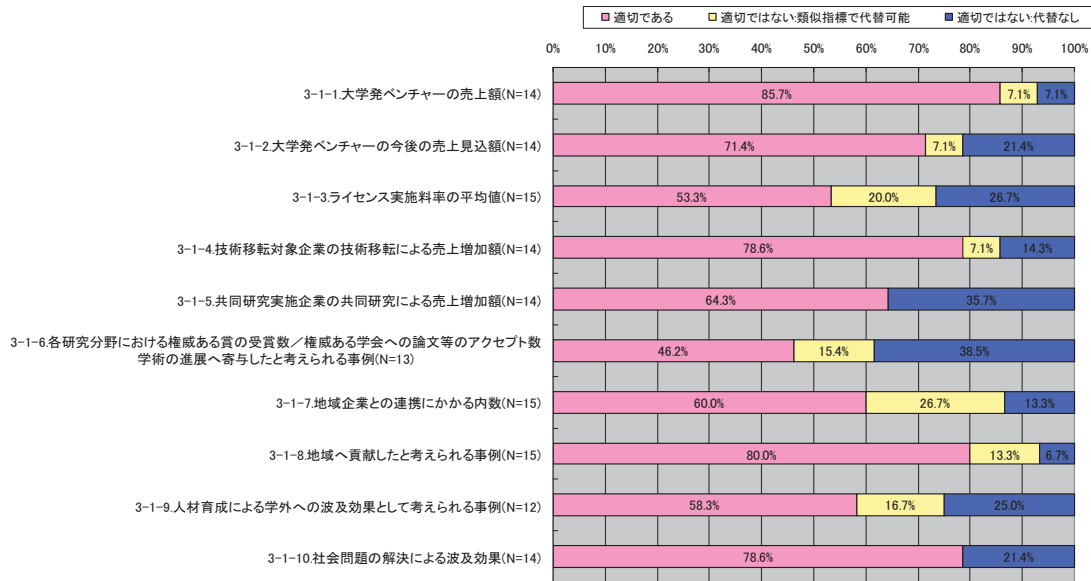 適切である 適切ではない:類似指標で代替可能 適切ではない:代替なし
0% 10% 20% 30% 40% 50% 60% 70% 80% 90% 100%
3-1-1.大学発ベンチャーの売上額(N=14)
85.7% 7.1% 7.1%
3-1-2.大学発ベンチャーの今後の売上見込額(N=14)
71.4% 7.1% 21.4%
3-1-3.ライセンス実施料率の平均値(N=15)
53.3% 20.0% 26.7%
3-1-4.技術移転対象企業の技術移転による売上増加額(N=14)
78.6% 7.1% 14.3%
3-1-5.共同研究実施企業の共同研究による売上増加額(N=14)
64.3% 35.7%
3-1-6.各研究分野における権威ある賞の受賞数/権威ある学会への論文等のアクセプト数
学術の進展へ寄与したと考えられる事例(N=13)
46.2% 15.4% 38.5%
3-1-7.地域企業との連携にかかる内数(N=15)
60.0% 26.7% 13.3%
3-1-8.地域へ貢献したと考えられる事例(N=15)
80.0% 13.3% 6.7%
3-1-9.人材育成による学外への波及効果として考えられる事例(N=12)
58.3% 16.7% 25.0%
3-1-10.社会問題の解決による波及効果(N=14)
78.6% 21.4%